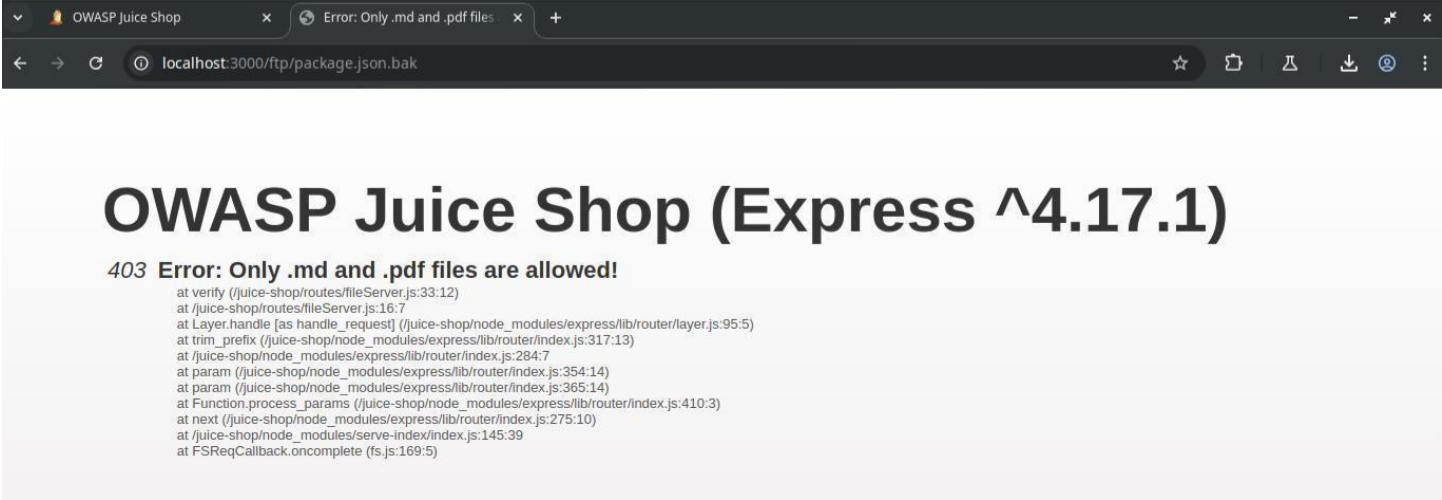 OWASP Juice Shop
Error: Only .md and .pdf files
localhost:3000/ftp/package.json.bak
OWASP Juice Shop (Express ^4.17.1)
403 Error: Only .md and .pdf files are allowed!
at verify (/juice-shop/routes/fileServer.js:33:12)
at /juice-shop/routes/fileServer.js:16:7
at Layer.handle [as handle_request] (/juice-shop/node_modules/express/lib/router/layer.js:95:5)
at trim_prefix (/juice-shop/node_modules/express/lib/router/index.js:317:13)
at /juice-shop/node_modules/express/lib/router/index.js:284:7
at param (/juice-shop/node_modules/express/lib/router/index.js:354:14)
at param (/juice-shop/node_modules/express/lib/router/index.js:365:14)
at Function.process_params (/juice-shop/node_modules/express/lib/router/index.js:410:3)
at next (/juice-shop/node_modules/express/lib/router/index.js:275:10)
at /juice-shop/node_modules/serve-index/index.js:145:39
at FSReqCallback.oncomplete (fs.js:169:5)